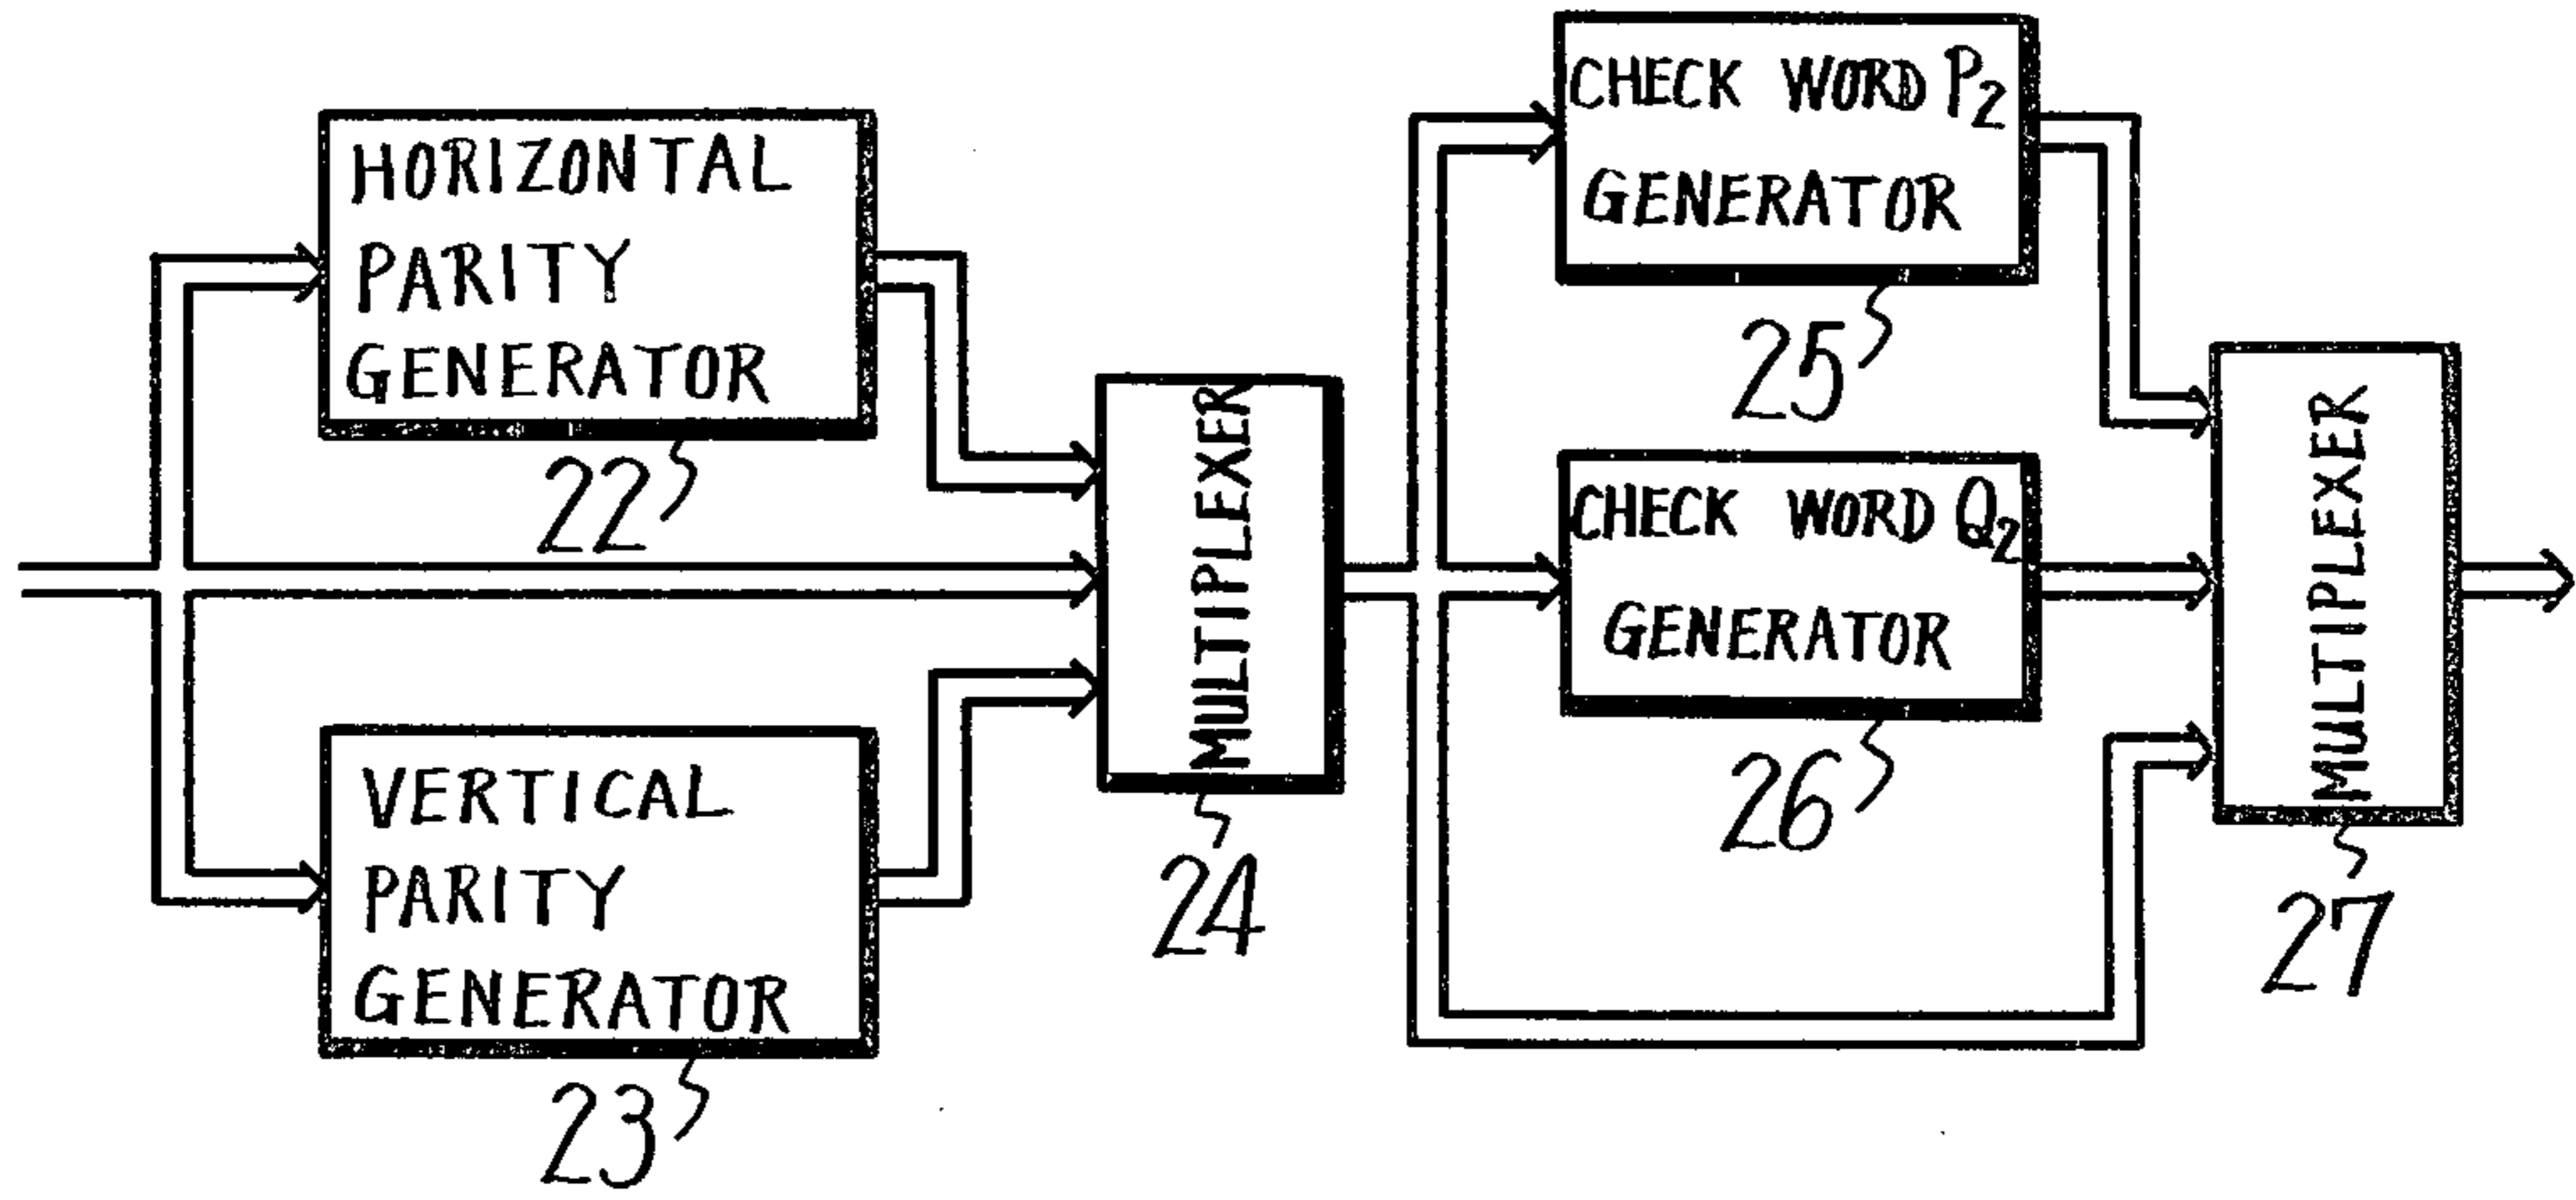 HORIZONTAL
PARITY
GENERATOR
22
VERTICAL
PARITY
GENERATOR
23
MULTIPLEXER
24
CHECK WORD P₂
GENERATOR
25
CHECK WORD Q₂
GENERATOR
26
MULTIPLEXER
27